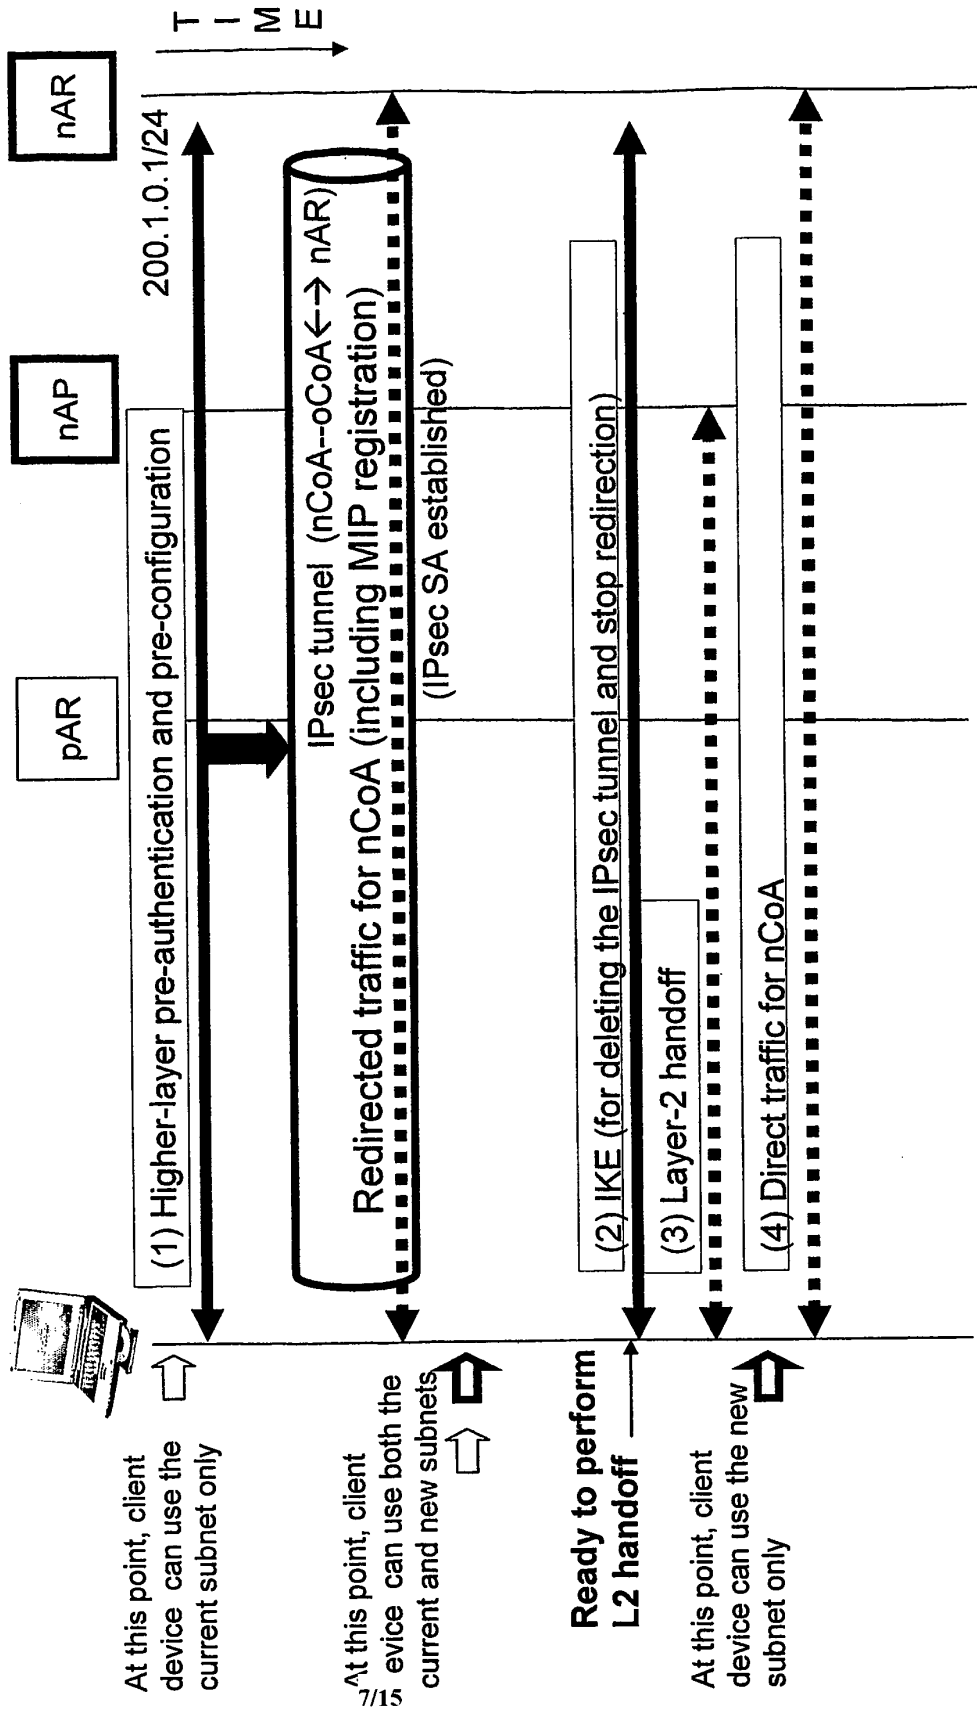 pAR
nAP
nAR
T
I
M
E
200.1.0.1/24
(1) Higher-layer pre-authentication and pre-configuration
At this point, client
device can use the
current subnet only
IPsec tunnel (nCoA--oCoA←→ nAR)
Redirected traffic for nCoA (including MIP registration)
(IPsec SA established)
At this point, client
evice can use both the
current and new subnets
(2) IKE (for deleting the IPsec tunnel and stop redirection)
Ready to perform
L2 handoff
(3) Layer-2 handoff
At this point, client
device can use the new
subnet only
(4) Direct traffic for nCoA
7/15